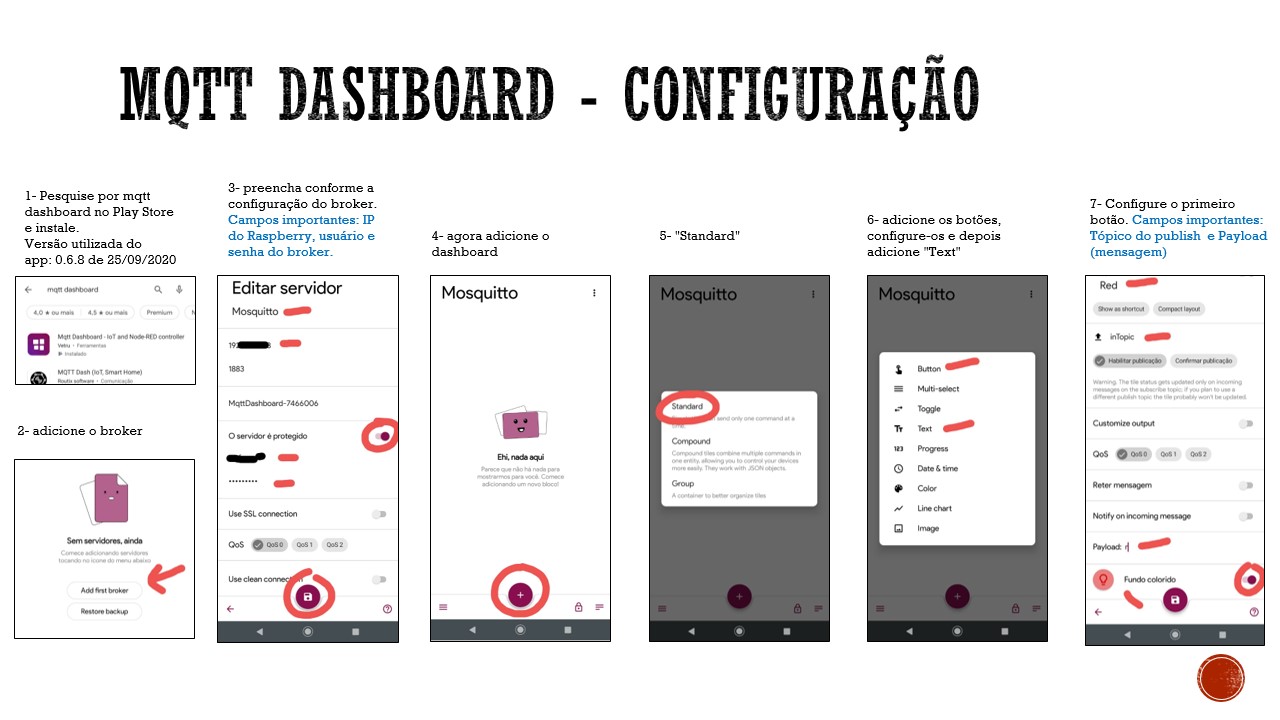 MQTT DASHBOARD - CONFIGURAÇÃO
1- Pesquise por mqtt
dashboard no Play Store
e instale.
Versão utilizada do
app: 0.6.8 de 25/09/2020
mqtt dashboard
4,0 ★ ou mais
4,5 ★ ou mais
Premium
Mqtt Dashboard - IoT and Node-RED controller
Vetru • Ferramentas
Instalado
MQTT Dash (IoT, Smart Home)
Routix software • Comunicação
2- adicione o broker
Sem servidores, ainda
Comece adicionando servidores
tocando no ícone do menu abaixo
Add first broker
Restore backup
3- preencha conforme a
configuração do broker.
Campos importantes: IP
do Raspberry, usuário e
senha do broker.
Editar servidor
Mosquitto
1883
MqttDashboard-7466006
O servidor é protegido
•••••••••
Use SSL connection
QoS
QoS 0
QoS 1
QoS 2
Use clean connection
4- agora adicione o
dashboard
Mosquitto
Ehi, nada aqui
Parece que não há nada para
mostrarmos para você. Comece
adicionando um novo bloco!
5- "Standard"
Mosquitto
Standard
send only one command at a
time.
Compound
Compound tiles combine multiple commands in
one entity, allowing you to control your devices
more easily. They work with JSON objects.
Group
A container to better organize tiles
6- adicione os botões,
configure-os e depois
adicione "Text"
Mosquitto
Button
Multi-select
Toggle
Text
123 Progress
Date & time
Color
Line chart
Image
7- Configure o primeiro
botão. Campos importantes:
Tópico do publish e Payload
(mensagem)
Red
Show as shortcut
Compact layout
inTopic
Habilitar publicação
Confirmar publicação
Warning. The tile status gets updated only on incoming
messages on the subscribe topic. if you plan to use a
different publish topic the tile probably won't be updated.
Customize output
QoS
QoS 0
QoS 1
QoS 2
Reter mensagem
Notify on incoming message
Payload: r
Fundo colorido